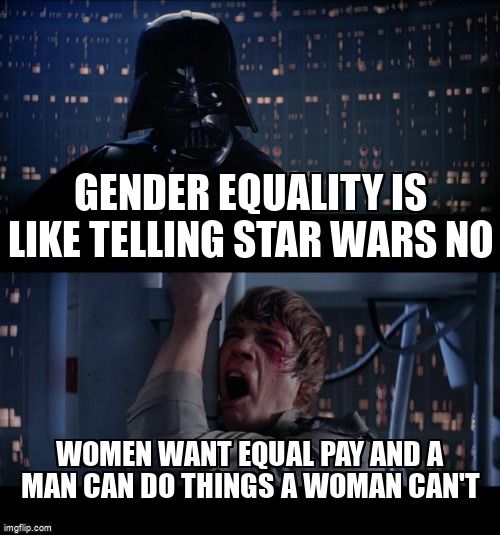 GENDER EQUALITY IS
LIKE TELLING STAR WARS NO
WOMEN WANT EQUAL PAY AND A
MAN CAN DO THINGS A WOMAN CAN'T
imgflip.com